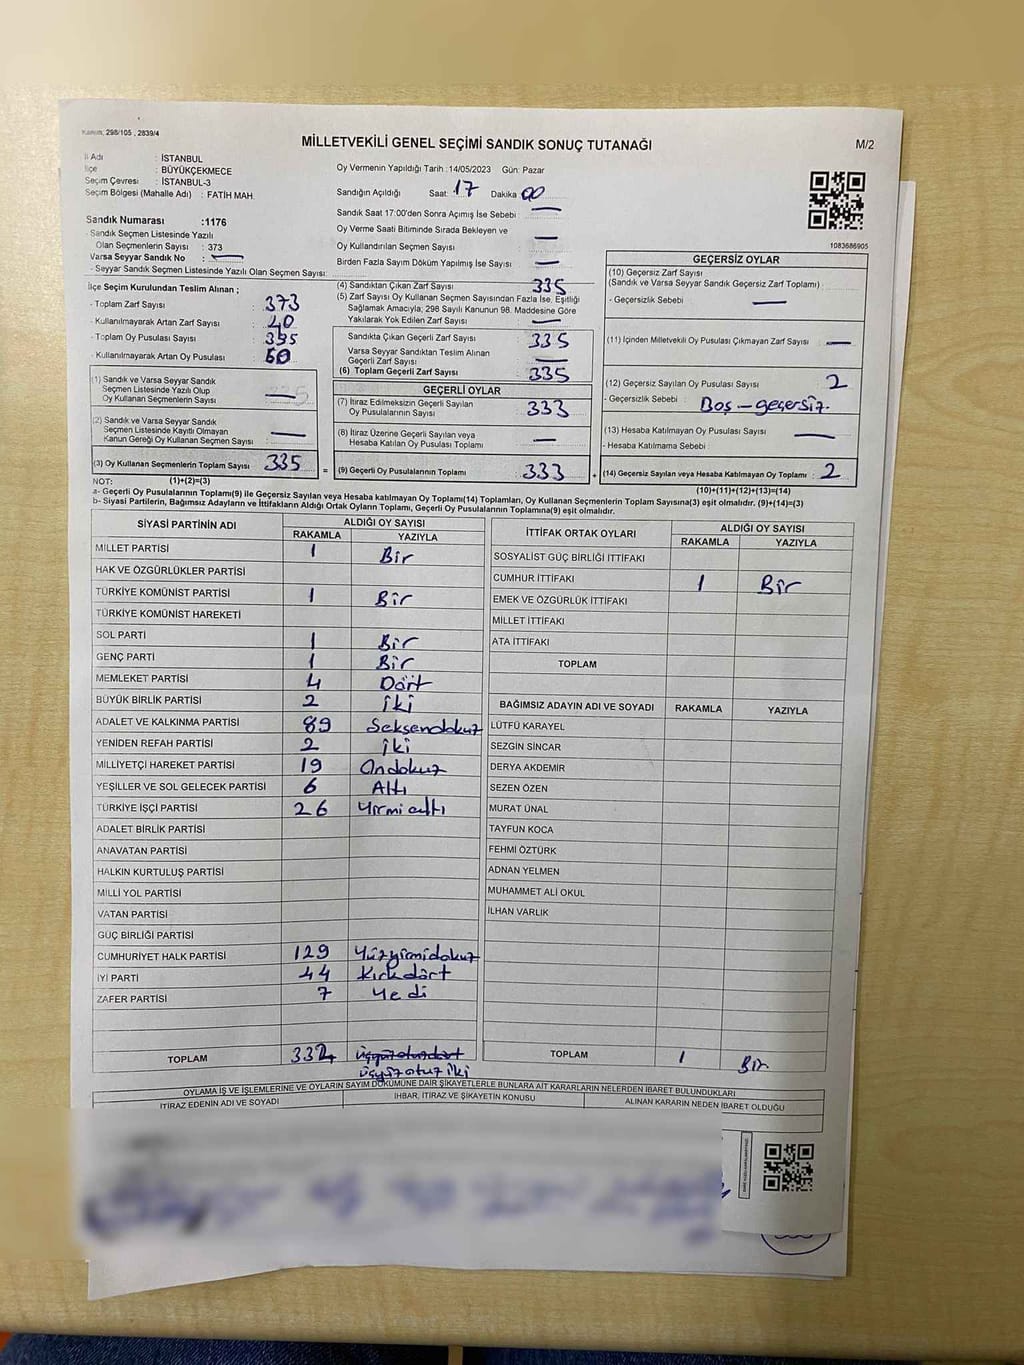 Kanun: 298/105 , 2839/4
MİLLETVEKİLİ GENEL SEÇİMİ SANDIK SONUÇ TUTANAĞI
M/2
İl Adı : İSTANBUL
İlçe : BÜYÜKÇEKMECE
Seçim Çevresi : İSTANBUL-3
Seçim Bölgesi (Mahalle Adı) : FATİH MAH.
Sandık Numarası :1176
- Sandık Seçmen Listesinde Yazılı
Olan Seçmenlerin Sayısı : 373
Varsa Seyyar Sandık No : —
- Seyyar Sandık Seçmen Listesinde Yazılı Olan Seçmen Sayısı:
Oy Vermenin Yapıldığı Tarih :14/05/2023 Gün: Pazar
Sandığın Açıldığı Saat: 17 Dakika 00
Sandık Saat 17:00'den Sonra Açımış İse Sebebi —
Oy Verme Saati Bitiminde Sırada Bekleyen ve
Oy Kullandırılan Seçmen Sayısı : —
Birden Fazla Sayım Döküm Yapılmış İse Sayısı : —
1083686905
İlçe Seçim Kurulundan Teslim Alınan ;
- Toplam Zarf Sayısı : 373
- Kullanılmayarak Artan Zarf Sayısı : 40
- Toplam Oy Pusulası Sayısı :
- Kullanılmayarak Artan Oy Pusulası :
(1) Sandık ve Varsa Seyyar Sandık
Seçmen Listesinde Yazılı Olup
Oy Kullanan Seçmenlerin Sayısı : —
(2) Sandık ve Varsa Seyyar Sandık
Seçmen Listesinde Kayıtlı Olmayan
Kanun Gereği Oy Kullanan Seçmen Sayısı : —
(3) Oy Kullanan Seçmenlerin Toplam Sayısı 335
(4) Sandıktan Çıkan Zarf Sayısı : 335
(5) Zarf Sayısı Oy Kullanan Seçmen Sayısından Fazla İse, Eşitliği
Sağlamak Amacıyla; 298 Sayılı Kanunun 98. Maddesine Göre
Yakılarak Yok Edilen Zarf Sayısı : —
Sandıkta Çıkan Geçerli Zarf Sayısı : 335
Varsa Seyyar Sandıktan Teslim Alınan
Geçerli Zarf Sayısı : —
(6) Toplam Geçerli Zarf Sayısı : 335
GEÇERLİ OYLAR
(7) İtiraz Edilmeksizin Geçerli Sayılan
Oy Pusulalarının Sayısı : 333
(8) İtiraz Üzerine Geçerli Sayılan veya
Hesaba Katılan Oy Pusulası Toplamı : —
= (9) Geçerli Oy Pusulalarının Toplamı : 333 +
GEÇERSİZ OYLAR
(10) Geçersiz Zarf Sayısı
(Sandık ve Varsa Seyyar Sandık Geçersiz Zarf Toplamı) :
- Geçersizlik Sebebi : —
(11) İçinden Milletvekili Oy Pusulası Çıkmayan Zarf Sayısı : —
(12) Geçersiz Sayılan Oy Pusulası Sayısı : 2
- Geçersizlik Sebebi : Boş - geçersiz.
(13) Hesaba Katılmayan Oy Pusulası Sayısı : —
- Hesaba Katılmama Sebebi :
(14) Geçersiz Sayılan veya Hesaba Katılmayan Oy Toplamı : 2
NOT: (1)+(2)=(3)
(10)+(11)+(12)+(13)=(14)
a- Geçerli Oy Pusulalarının Toplamı(9) ile Geçersiz Sayılan veya Hesaba katılmayan Oy Toplamı(14) Toplamları, Oy Kullanan Seçmenlerin Toplam Sayısına(3) eşit olmalıdır. (9)+(14)=(3)
b- Siyasi Partilerin, Bağımsız Adayların ve İttifakların Aldığı Ortak Oyların Toplamı, Geçerli Oy Pusulalarının Toplamına(9) eşit olmalıdır.
SİYASİ PARTİNİN ADI ALDIĞI OY SAYISI
RAKAMLA YAZIYLA
MİLLET PARTİSİ 1 Bir
HAK VE ÖZGÜRLÜKLER PARTİSİ
TÜRKİYE KOMÜNİST PARTİSİ 1 Bir
TÜRKİYE KOMÜNİST HAREKETİ
SOL PARTİ 1 Bir
GENÇ PARTİ 1 Bir
MEMLEKET PARTİSİ 4 Dört
BÜYÜK BİRLİK PARTİSİ 2 iki
ADALET VE KALKINMA PARTİSİ 89 Seksendokuz
YENİDEN REFAH PARTİSİ 2 iki
MİLLİYETÇİ HAREKET PARTİSİ 19 Ondokuz
YEŞİLLER VE SOL GELECEK PARTİSİ 6 Altı
TÜRKİYE İŞÇİ PARTİSİ 26 Yirmi altı
ADALET BİRLİK PARTİSİ
ANAVATAN PARTİSİ
HALKIN KURTULUŞ PARTİSİ
MİLLİ YOL PARTİSİ
VATAN PARTİSİ
GÜÇ BİRLİĞİ PARTİSİ
CUMHURİYET HALK PARTİSİ 129 Yüzyirmidokuz
İYİ PARTİ 44 Kırkdört
ZAFER PARTİSİ 7 Yedi
TOPLAM 332 üçyüzotuzdört
üçyüzotuz iki
İTTİFAK ORTAK OYLARI ALDIĞI OY SAYISI
RAKAMLA YAZIYLA
SOSYALİST GÜÇ BİRLİĞİ İTTİFAKI
CUMHUR İTTİFAKI 1 Bir
EMEK VE ÖZGÜRLÜK İTTİFAKI
MİLLET İTTİFAKI
ATA İTTİFAKI
TOPLAM
BAĞIMSIZ ADAYIN ADI VE SOYADI RAKAMLA YAZIYLA
LÜTFÜ KARAYEL
SEZGİN SİNCAR
DERYA AKDEMİR
SEZEN ÖZEN
MURAT ÜNAL
TAYFUN KOCA
FEHMİ ÖZTÜRK
ADNAN YELMEN
MUHAMMET ALİ OKUL
İLHAN VARLIK
TOPLAM 1 Bir
OYLAMA İŞ VE İŞLEMLERİNE VE OYLARIN SAYIM DÖKÜMÜNE DAİR ŞİKAYETLERLE BUNLARA AİT KARARLARIN NELERDEN İBARET BULUNDUKLARI
İTİRAZ EDENİN ADI VE SOYADI İHBAR, İTİRAZ VE ŞİKAYETİN KONUSU ALINAN KARARIN NEDEN İBARET OLDUĞU